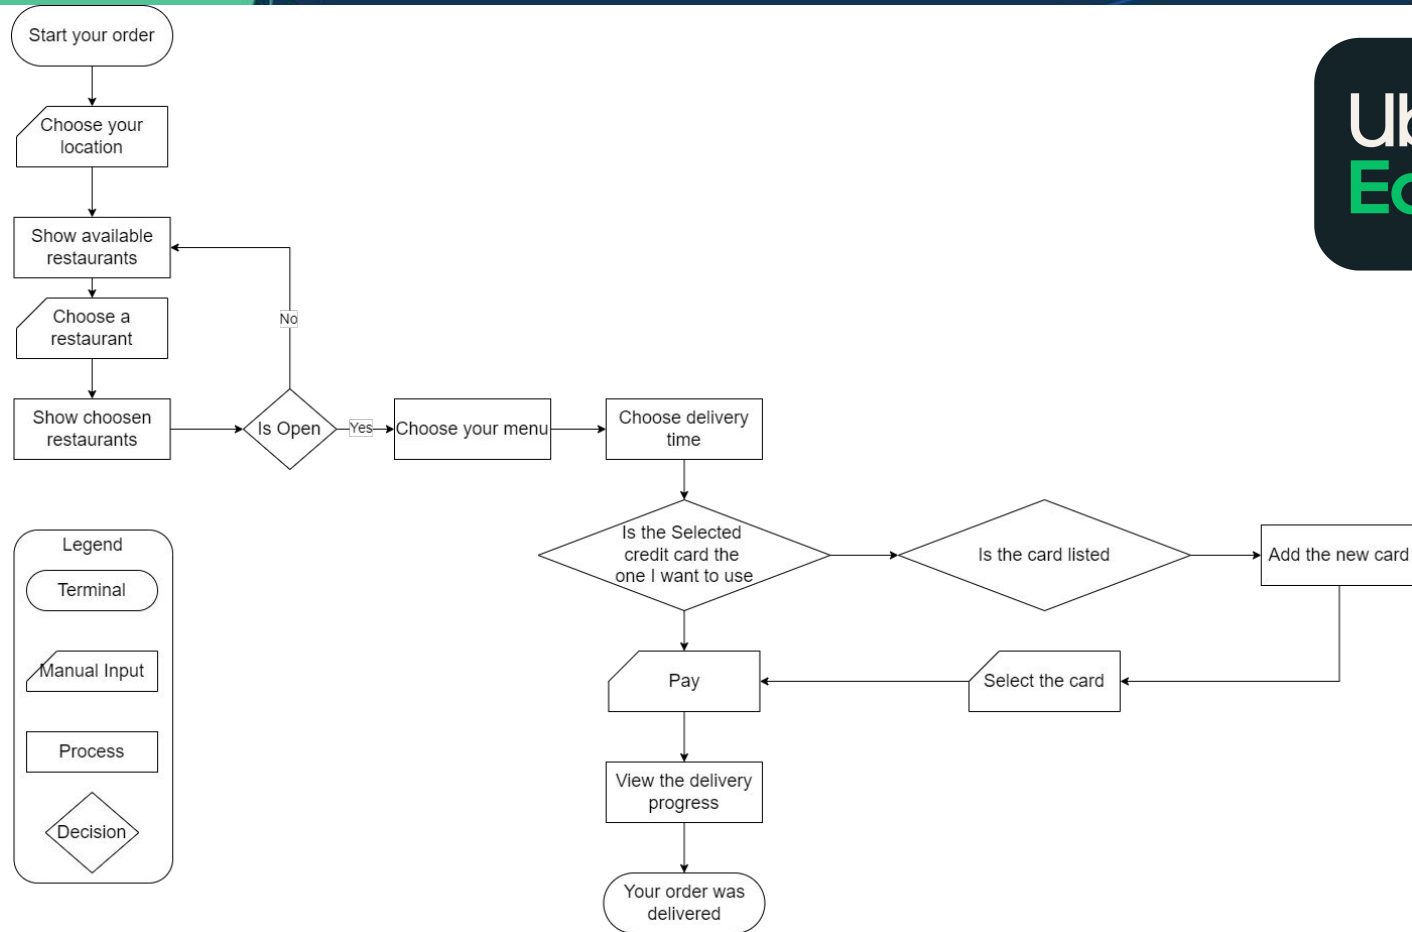 Start your order
Choose your
location
Show available
restaurants
Choose a
restaurant
Show choosen
restaurants
No
Is Open
Yes
Choose your menu
Choose delivery
time
Is the Selected
credit card the
one I want to use
Is the card listed
Add the new card
Pay
Select the card
View the delivery
progress
Your order was
delivered
Legend
Terminal
Manual Input
Process
Decision